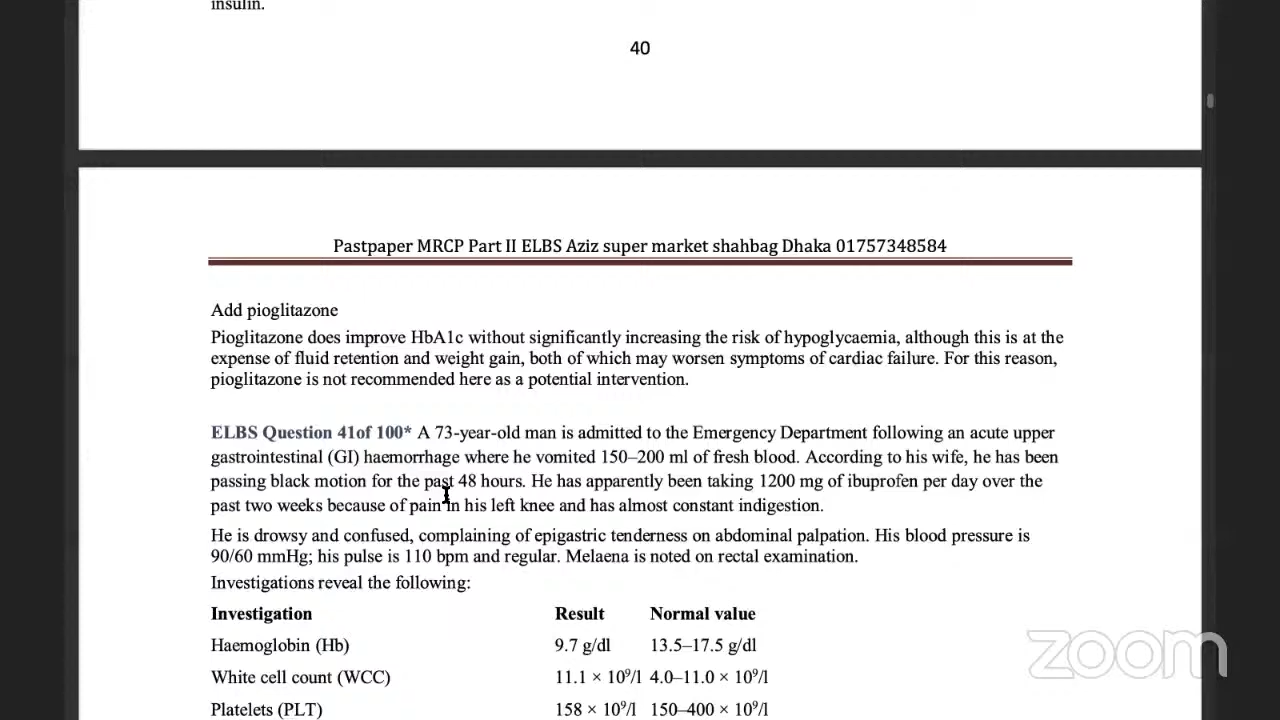 insulin.
40
Pastpaper MRCP Part II ELBS Aziz super market shahbag Dhaka 01757348584
Add pioglitazone
Pioglitazone does improve HbA1c without significantly increasing the risk of hypoglycaemia, although this is at the
expense of fluid retention and weight gain, both of which may worsen symptoms of cardiac failure. For this reason,
pioglitazone is not recommended here as a potential intervention.
ELBS Question 41of 100* A 73-year-old man is admitted to the Emergency Department following an acute upper
gastrointestinal (GI) haemorrhage where he vomited 150–200 ml of fresh blood. According to his wife, he has been
passing black motion for the past 48 hours. He has apparently been taking 1200 mg of ibuprofen per day over the
past two weeks because of pain in his left knee and has almost constant indigestion.
He is drowsy and confused, complaining of epigastric tenderness on abdominal palpation. His blood pressure is
90/60 mmHg; his pulse is 110 bpm and regular. Melaena is noted on rectal examination.
Investigations reveal the following:
Investigation Result Normal value
Haemoglobin (Hb) 9.7 g/dl 13.5–17.5 g/dl
White cell count (WCC) 11.1 × 10⁹/l 4.0–11.0 × 10⁹/l
Platelets (PLT) 158 × 10⁹/l 150–400 × 10⁹/l
zoom